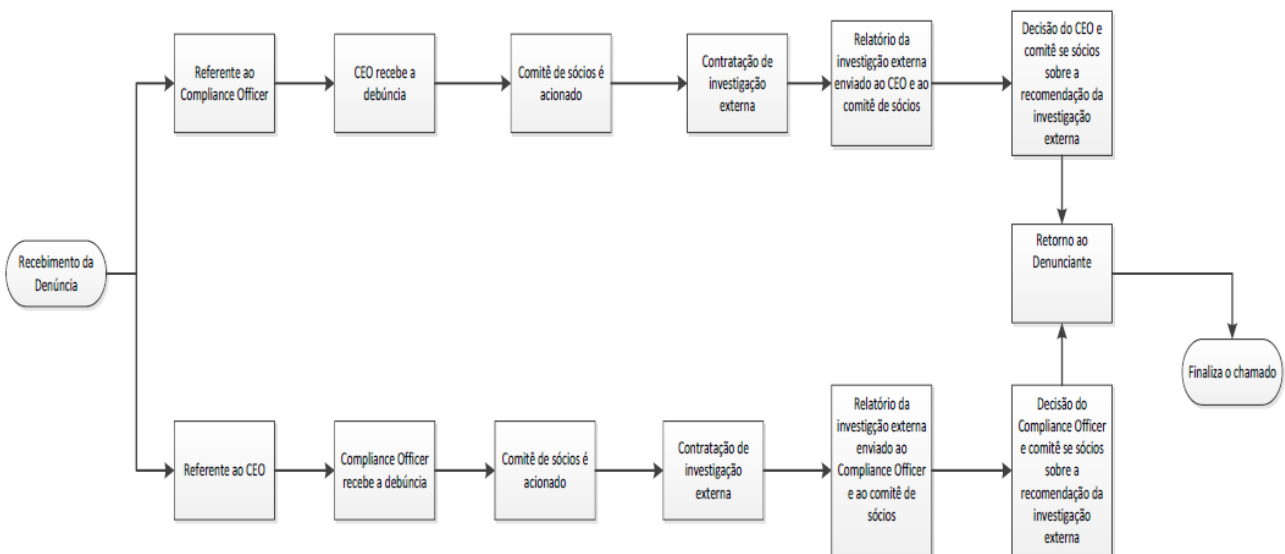 Recebimento da
Denúncia
Referente ao
Compliance Officer
CEO recebe a
debúncia
Comitê de sócios é
acionado
Contratação de
investigação
externa
Relatório da
investigção externa
enviado ao CEO e ao
comitê de sócios
Decisão do CEO e
comitê se sócios
sobre a
recomendação da
investigação
externa
Retorno ao
Denunciante
Finaliza o chamado
Referente ao CEO
Compliance Officer
recebe a debúncia
Comitê de sócios é
acionado
Contratação de
investigação
externa
Relatório da
investigção externa
enviado ao
Compliance Officer
e ao comitê de
sócios
Decisão do
Compliance Officer
e comitê se sócios
sobre a
recomendação da
investigação
externa